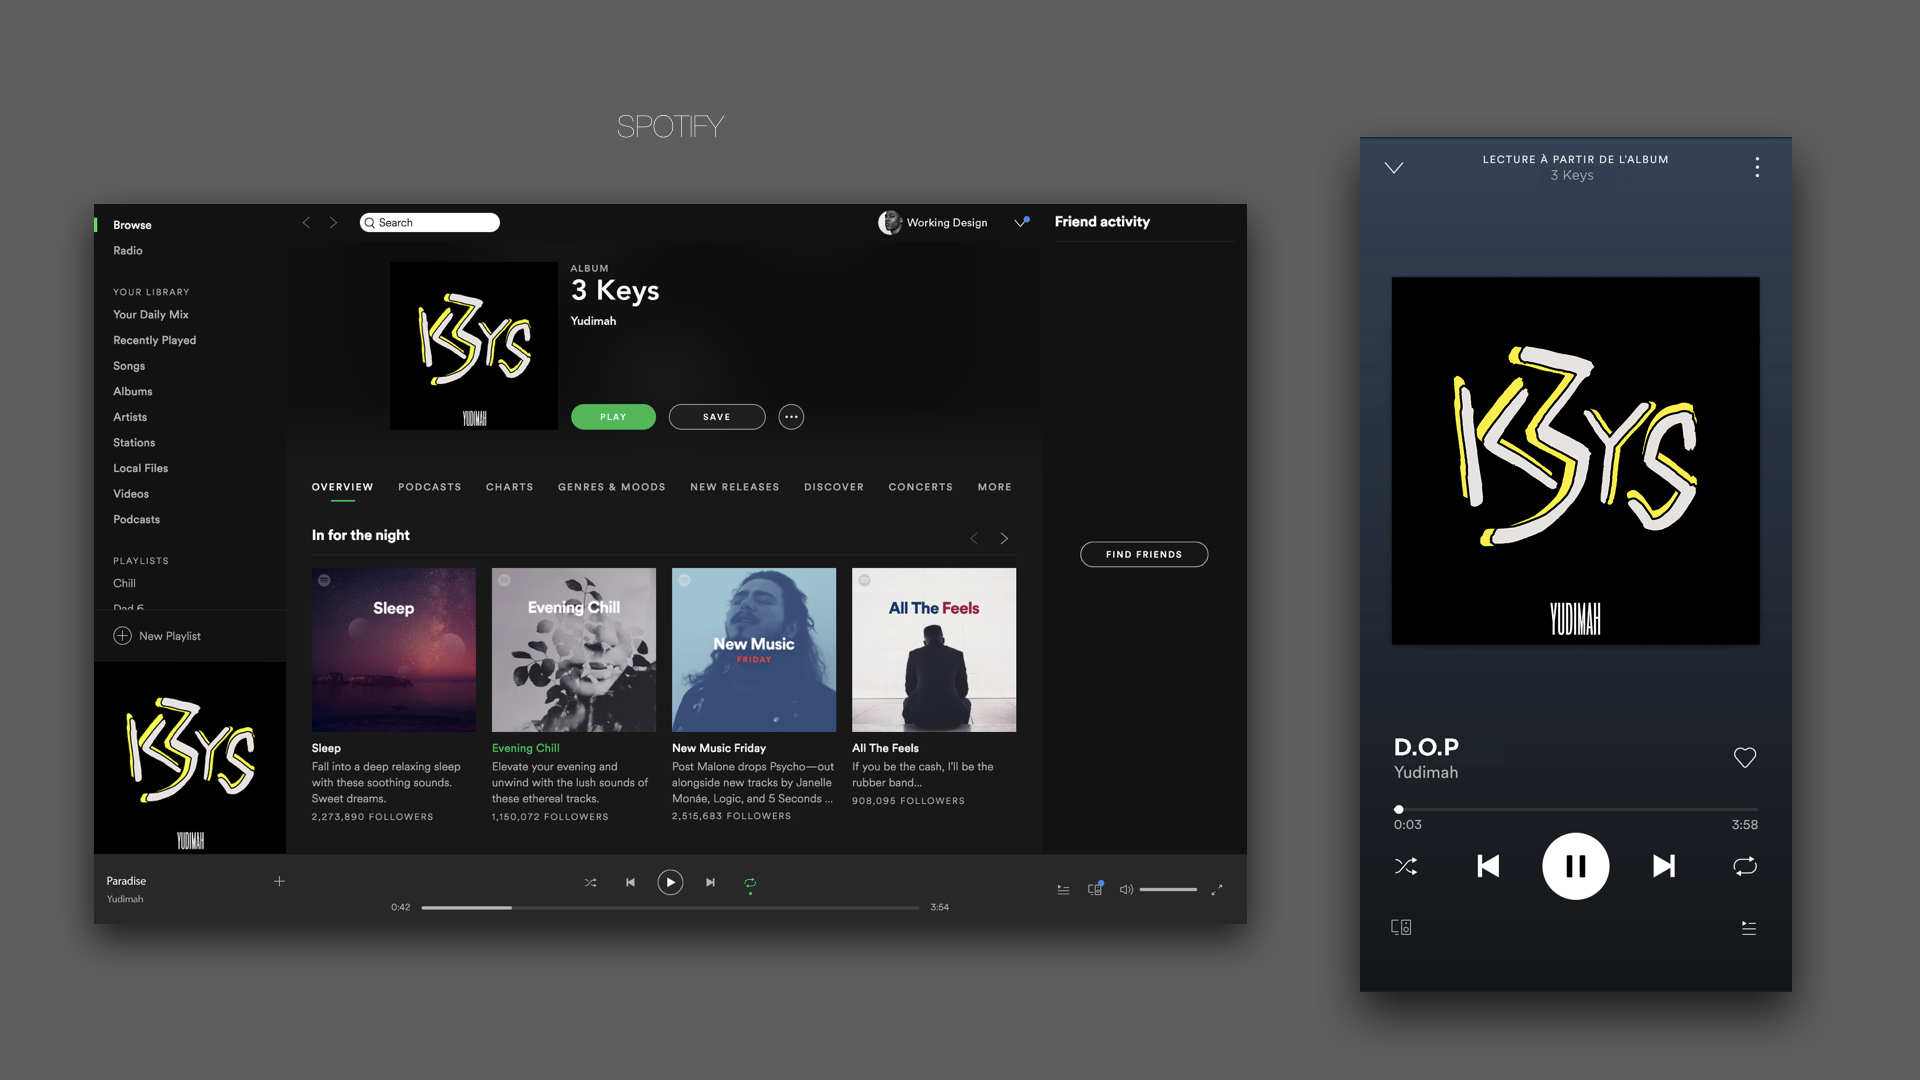 SPOTIFY
Browse
Radio
YOUR LIBRARY
Your Daily Mix
Recently Played
Songs
Albums
Artists
Stations
Local Files
Videos
Podcasts
PLAYLISTS
Chill
Dad 6
New Playlist
K3YS
YUDIMAH
Paradise
Yudimah
Search
Working Design
K3YS
YUDIMAH
ALBUM
3 Keys
Yudimah
PLAY
SAVE
OVERVIEW PODCASTS CHARTS GENRES & MOODS NEW RELEASES DISCOVER CONCERTS MORE
In for the night
Sleep
Sleep
Fall into a deep relaxing sleep
with these soothing sounds.
Sweet dreams.
2,273,890 FOLLOWERS
Evening Chill
Evening Chill
Elevate your evening and
unwind with the lush sounds of
these ethereal tracks.
1,150,072 FOLLOWERS
New Music
FRIDAY
New Music Friday
Post Malone drops Psycho—out
alongside new tracks by Janelle
Monáe, Logic, and 5 Seconds ...
2,515,683 FOLLOWERS
All The Feels
All The Feels
If you be the cash, I'll be the
rubber band...
908,095 FOLLOWERS
0:42
3:54
Friend activity
FIND FRIENDS
LECTURE À PARTIR DE L'ALBUM
3 Keys
K3YS
YUDIMAH
D.O.P
Yudimah
0:03
3:58